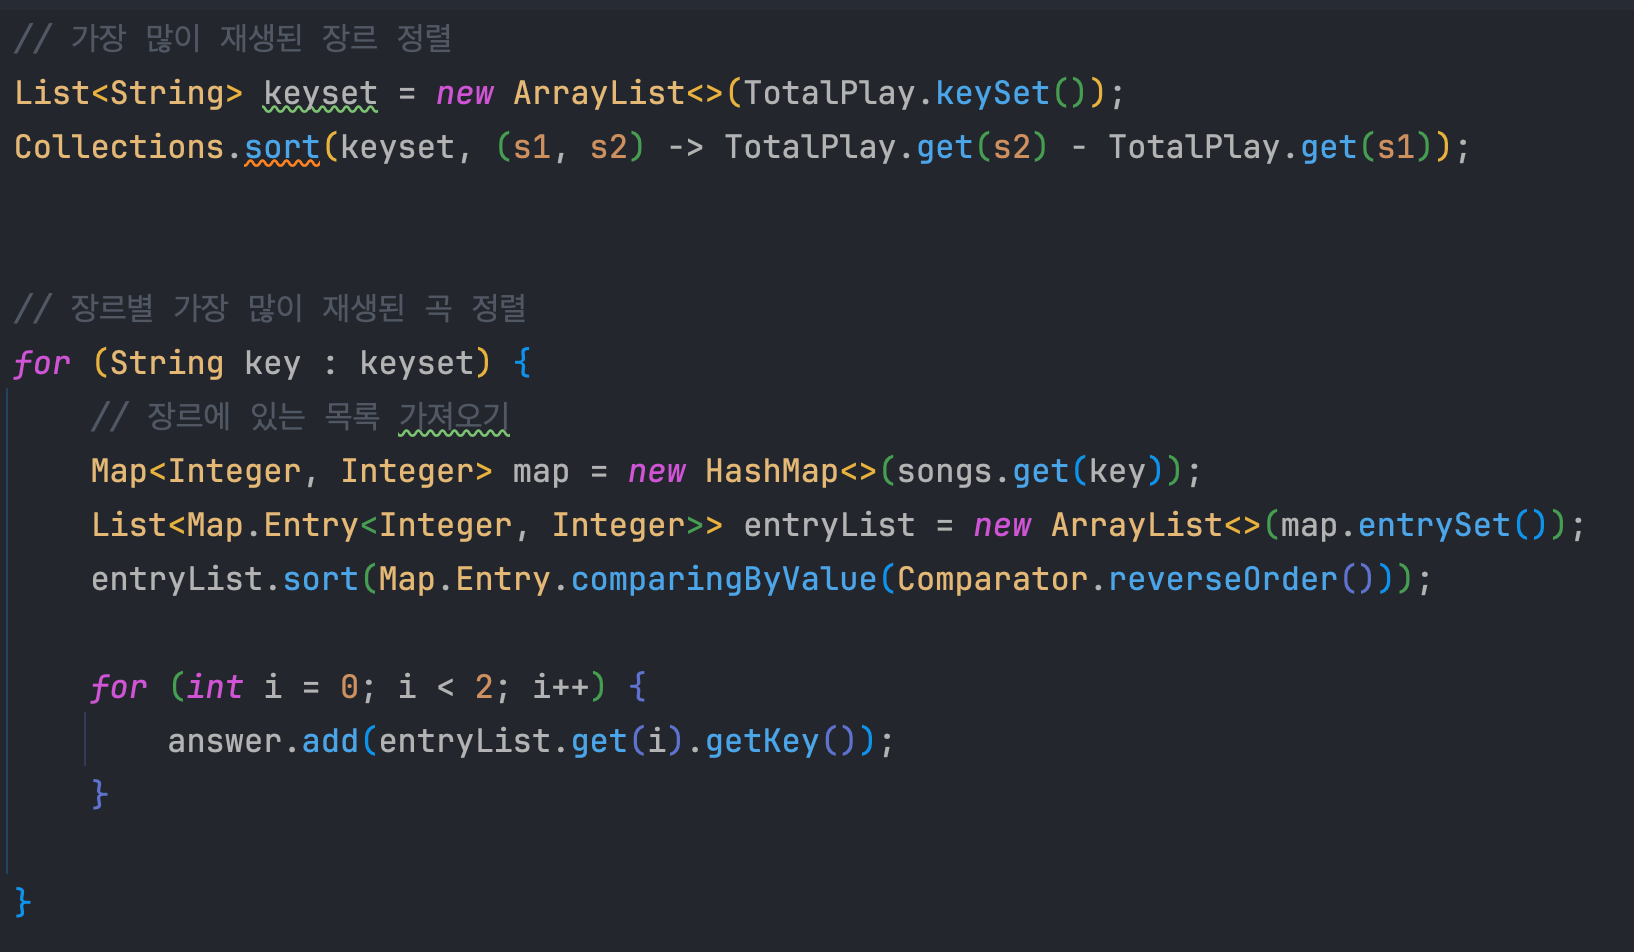 // 가장 많이 재생된 장르 정렬
List<String> keyset = new ArrayList<>(TotalPlay.keySet());
Collections.sort(keyset, (s1, s2) -> TotalPlay.get(s2) - TotalPlay.get(s1));
// 장르별 가장 많이 재생된 곡 정렬
for (String key : keyset) {
// 장르에 있는 목록 가져오기
Map<Integer, Integer> map = new HashMap<>(songs.get(key));
List<Map.Entry<Integer, Integer>> entryList = new ArrayList<>(map.entrySet());
entryList.sort(Map.Entry.comparingByValue(Comparator.reverseOrder()));
for (int i = 0; i < 2; i++) {
answer.add(entryList.get(i).getKey());
}
}